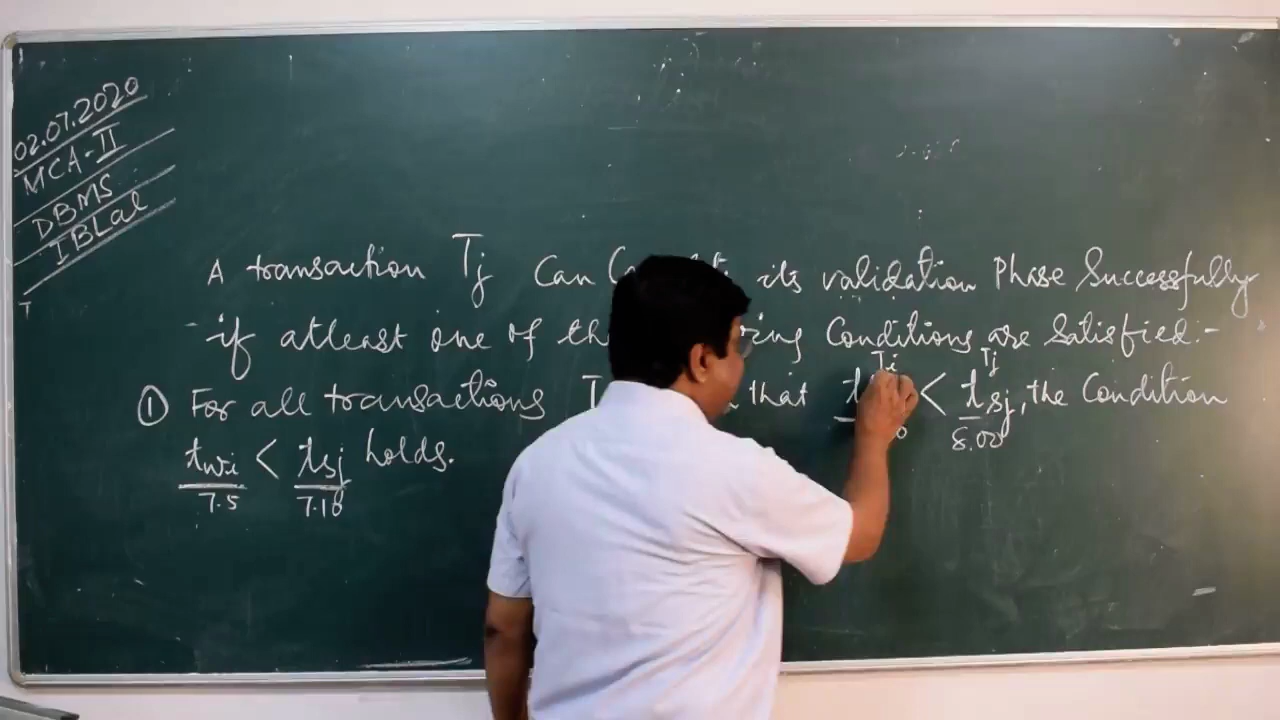 02.07.2020
MCA-II
DBMS
IBLal
T
A transaction Tj Can its validation Phase Successfully
if atleast one of Conditions are Satisfied:-
Ti Tj
① For all transactions that < tsj, the Condition
8.00
twi < tsj holds.
7.5 7.10